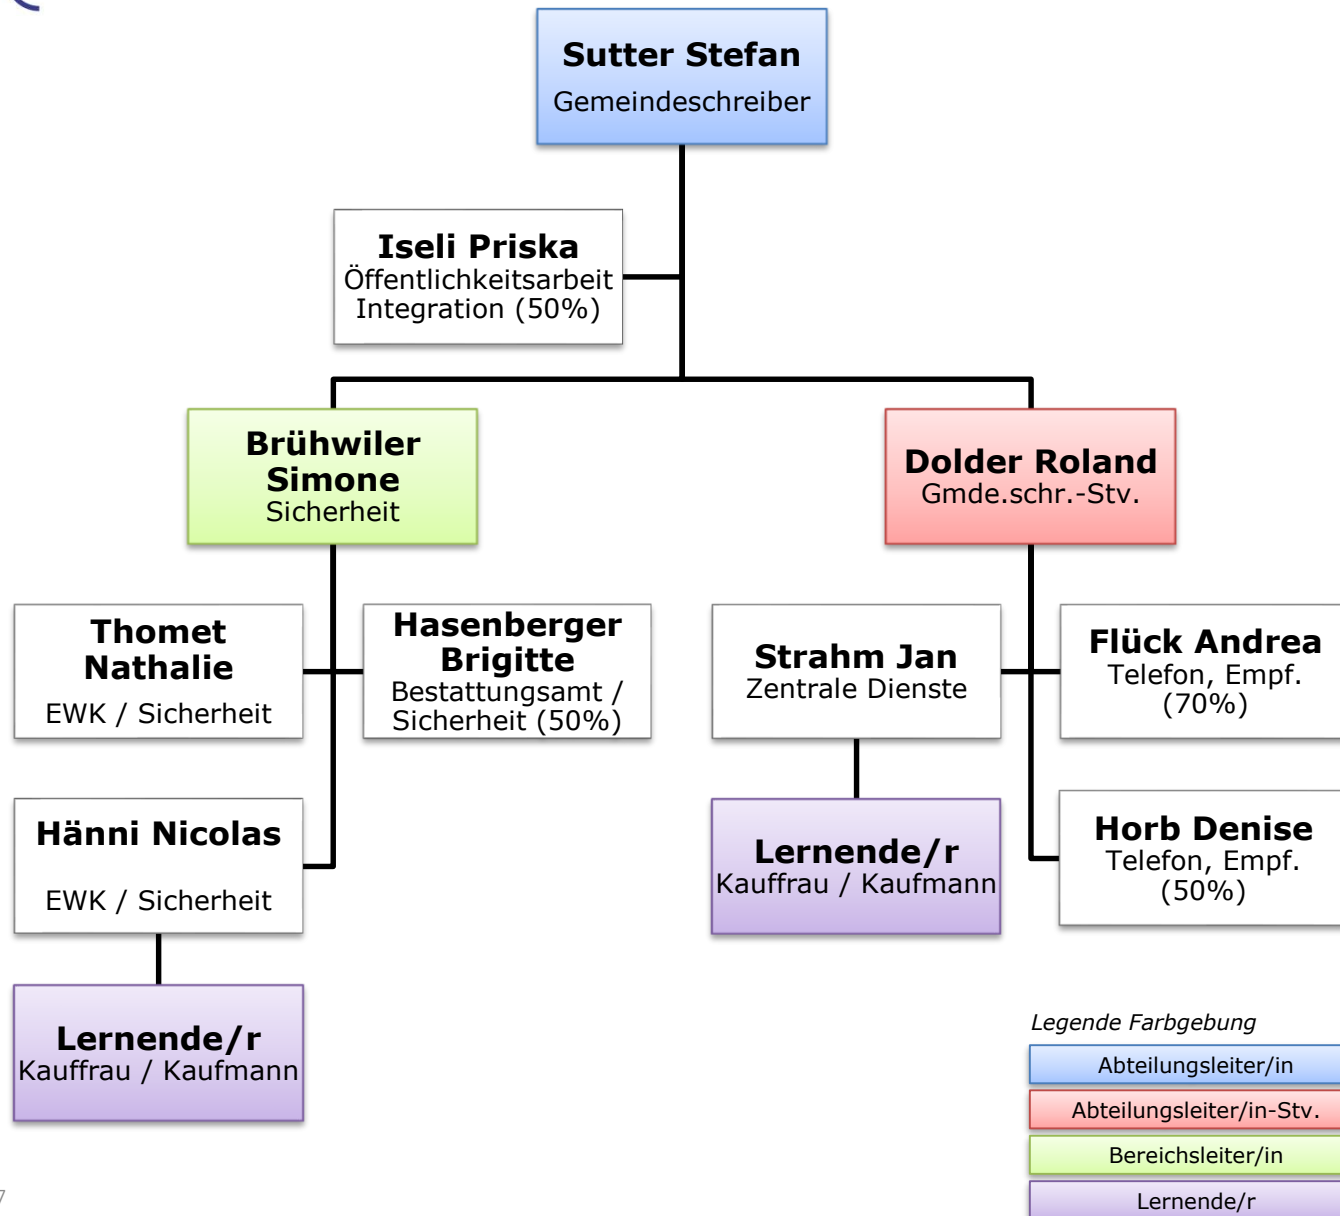 Sutter Stefan
Gemeindeschreiber
Iseli Priska
Öffentlichkeitsarbeit
Integration (50%)
Brühwiler
Simone
Sicherheit
Dolder Roland
Gmde.schr.-Stv.
Thomet
Nathalie
EWK / Sicherheit
Hasenberger
Brigitte
Bestattungsamt /
Sicherheit (50%)
Strahm Jan
Zentrale Dienste
Flück Andrea
Telefon, Empf.
(70%)
Hänni Nicolas
EWK / Sicherheit
Lernende/r
Kauffrau / Kaufmann
Horb Denise
Telefon, Empf.
(50%)
Lernende/r
Kauffrau / Kaufmann
Legende Farbgebung
Abteilungsleiter/in
Abteilungsleiter/in-Stv.
Bereichsleiter/in
Lernende/r
7